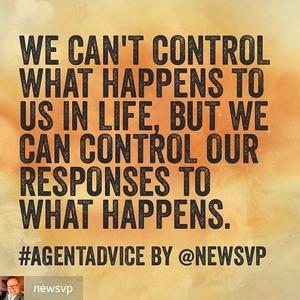 WE CAN'T CONTROL
WHAT HAPPENS TO
US IN LIFE, BUT WE
CAN CONTROL OUR
RESPONSES TO
WHAT HAPPENS.
#AGENTADVICE BY @NEWSVP
newsvp